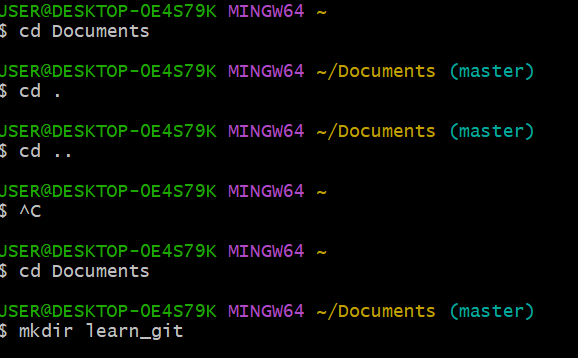 USER@DESKTOP-0E4S79K MINGW64 ~
$ cd Documents
USER@DESKTOP-0E4S79K MINGW64 ~/Documents (master)
$ cd .
USER@DESKTOP-0E4S79K MINGW64 ~/Documents (master)
$ cd ..
USER@DESKTOP-0E4S79K MINGW64 ~
$ ^C
USER@DESKTOP-0E4S79K MINGW64 ~
$ cd Documents
USER@DESKTOP-0E4S79K MINGW64 ~/Documents (master)
$ mkdir learn_git